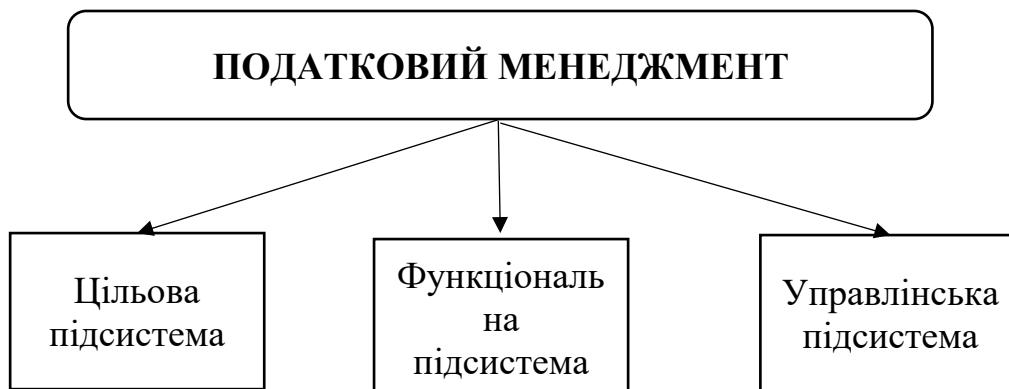 ПОДАТКОВИЙ МЕНЕДЖМЕНТ
Цільова
підсистема
Функціональ
на
підсистема
Управлінська
підсистема